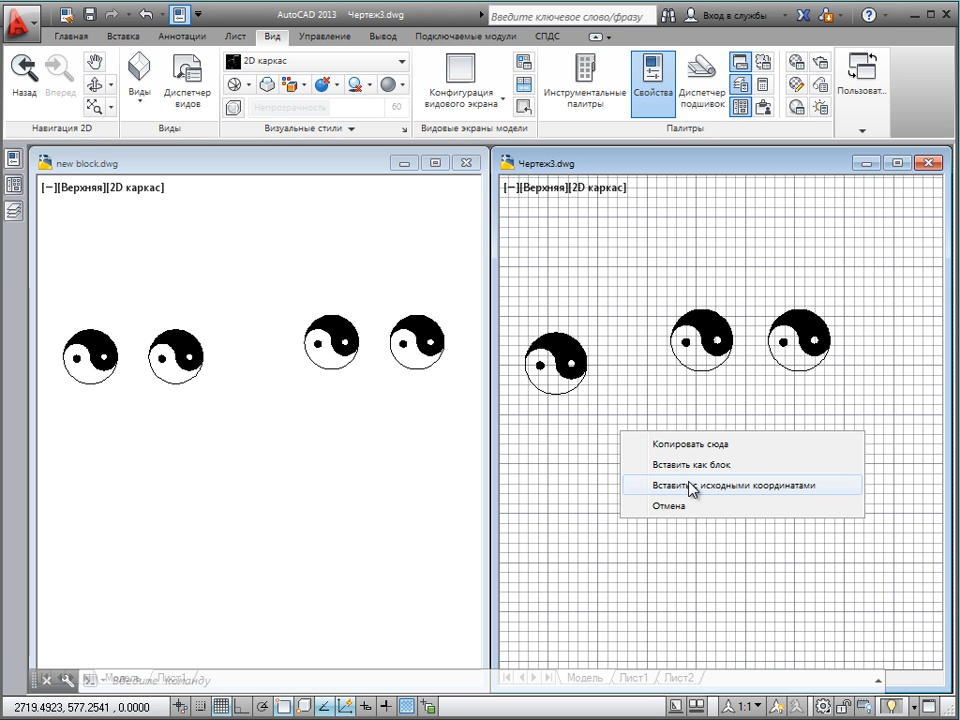 AutoCAD 2013 Чертеж3.dwg
Введите ключевое слово/фразу
Вход в службы
Главная Вставка Аннотации Лист Вид Управление Вывод Подключаемые модули СПДС
Назад
Вперед
Навигация 2D
Виды
Диспетчер
видов
Виды
2D каркас
Непрозрачность 60
Визуальные стили
Конфигурация
видового экрана
Видовые экраны модели
Инструментальные
палитры
Свойства
Диспетчер
подшивок
Палитры
Пользоват...
new block.dwg
[−][Верхняя][2D каркас]
Чертеж3.dwg
[−][Верхняя][2D каркас]
Копировать сюда
Вставить как блок
Вставить с исходными координатами
Отмена
Модель Лист1
Введите команду
Модель Лист1 Лист2
2719.4923, 577.2541 , 0.0000
1:1